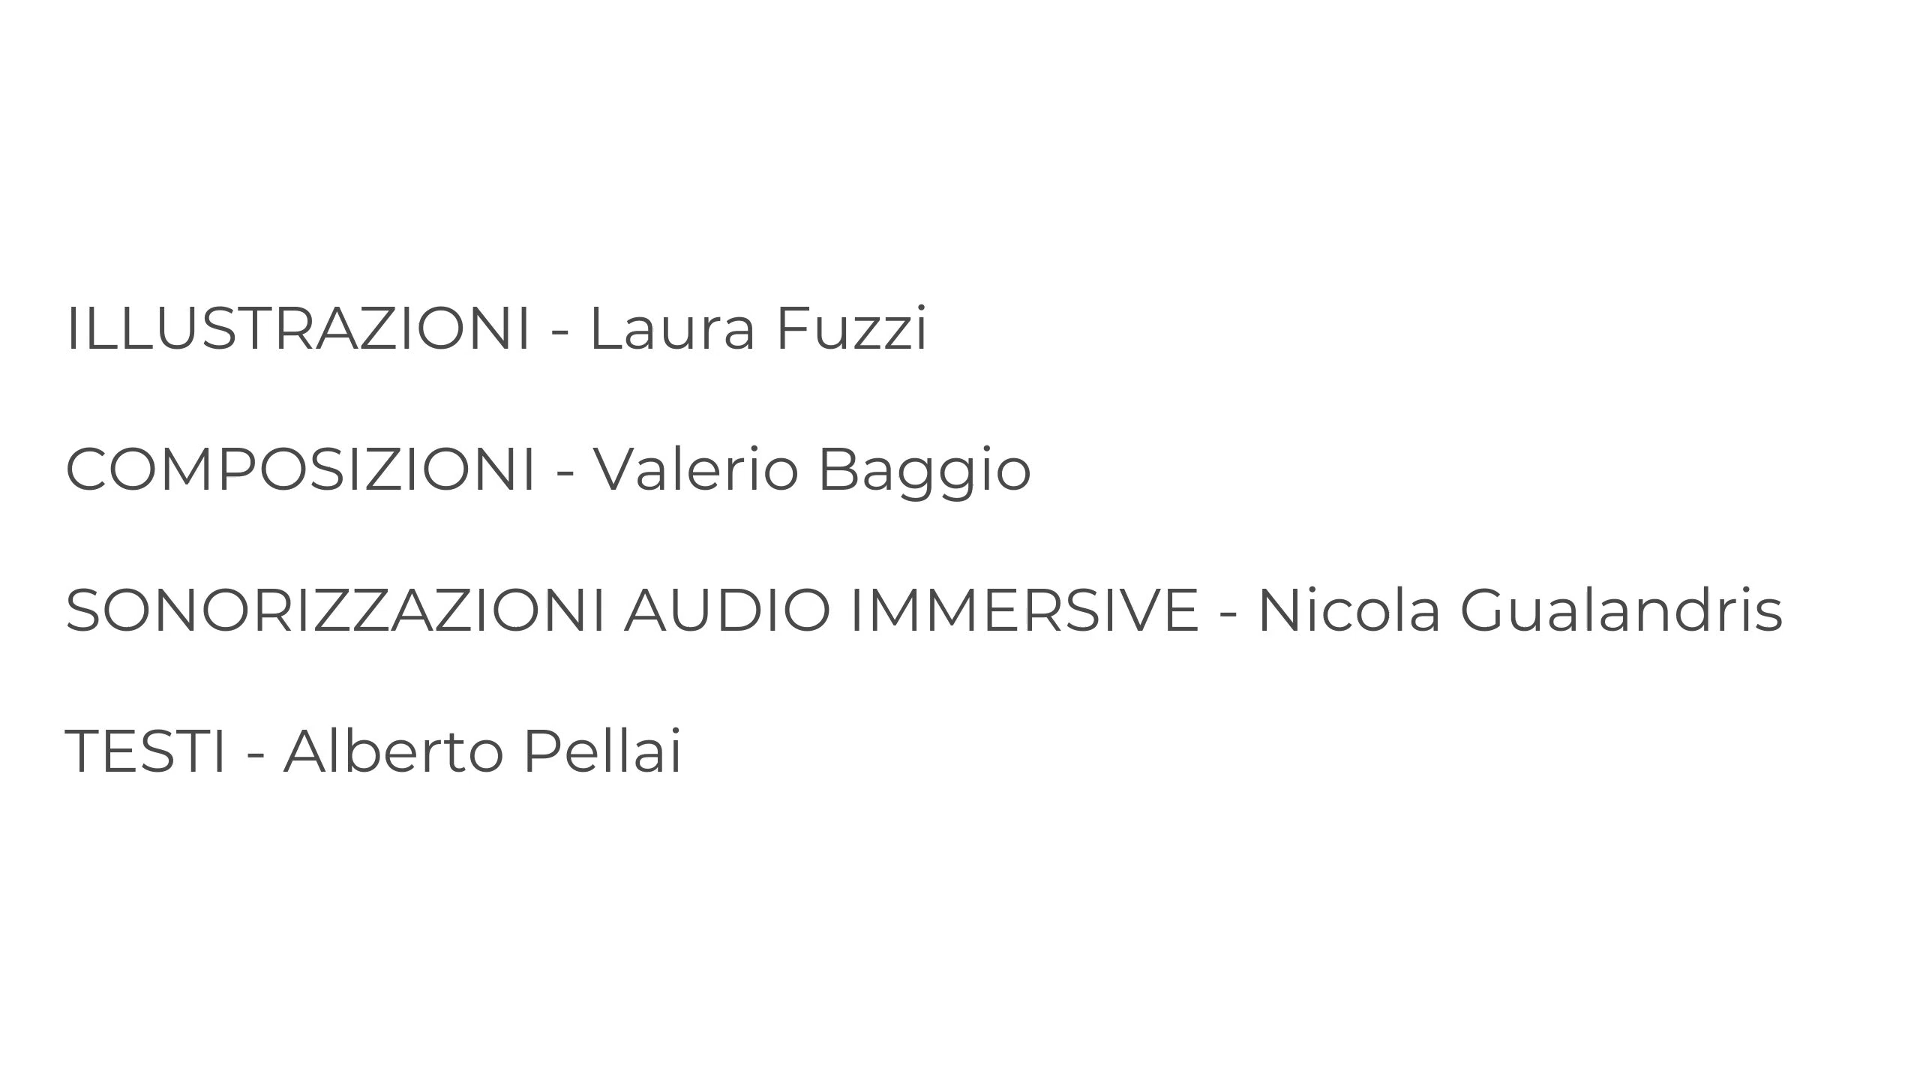 ILLUSTRAZIONI - Laura Fuzzi
COMPOSIZIONI - Valerio Baggio
SONORIZZAZIONI AUDIO IMMERSIVE - Nicola Gualandris
TESTI - Alberto Pellai